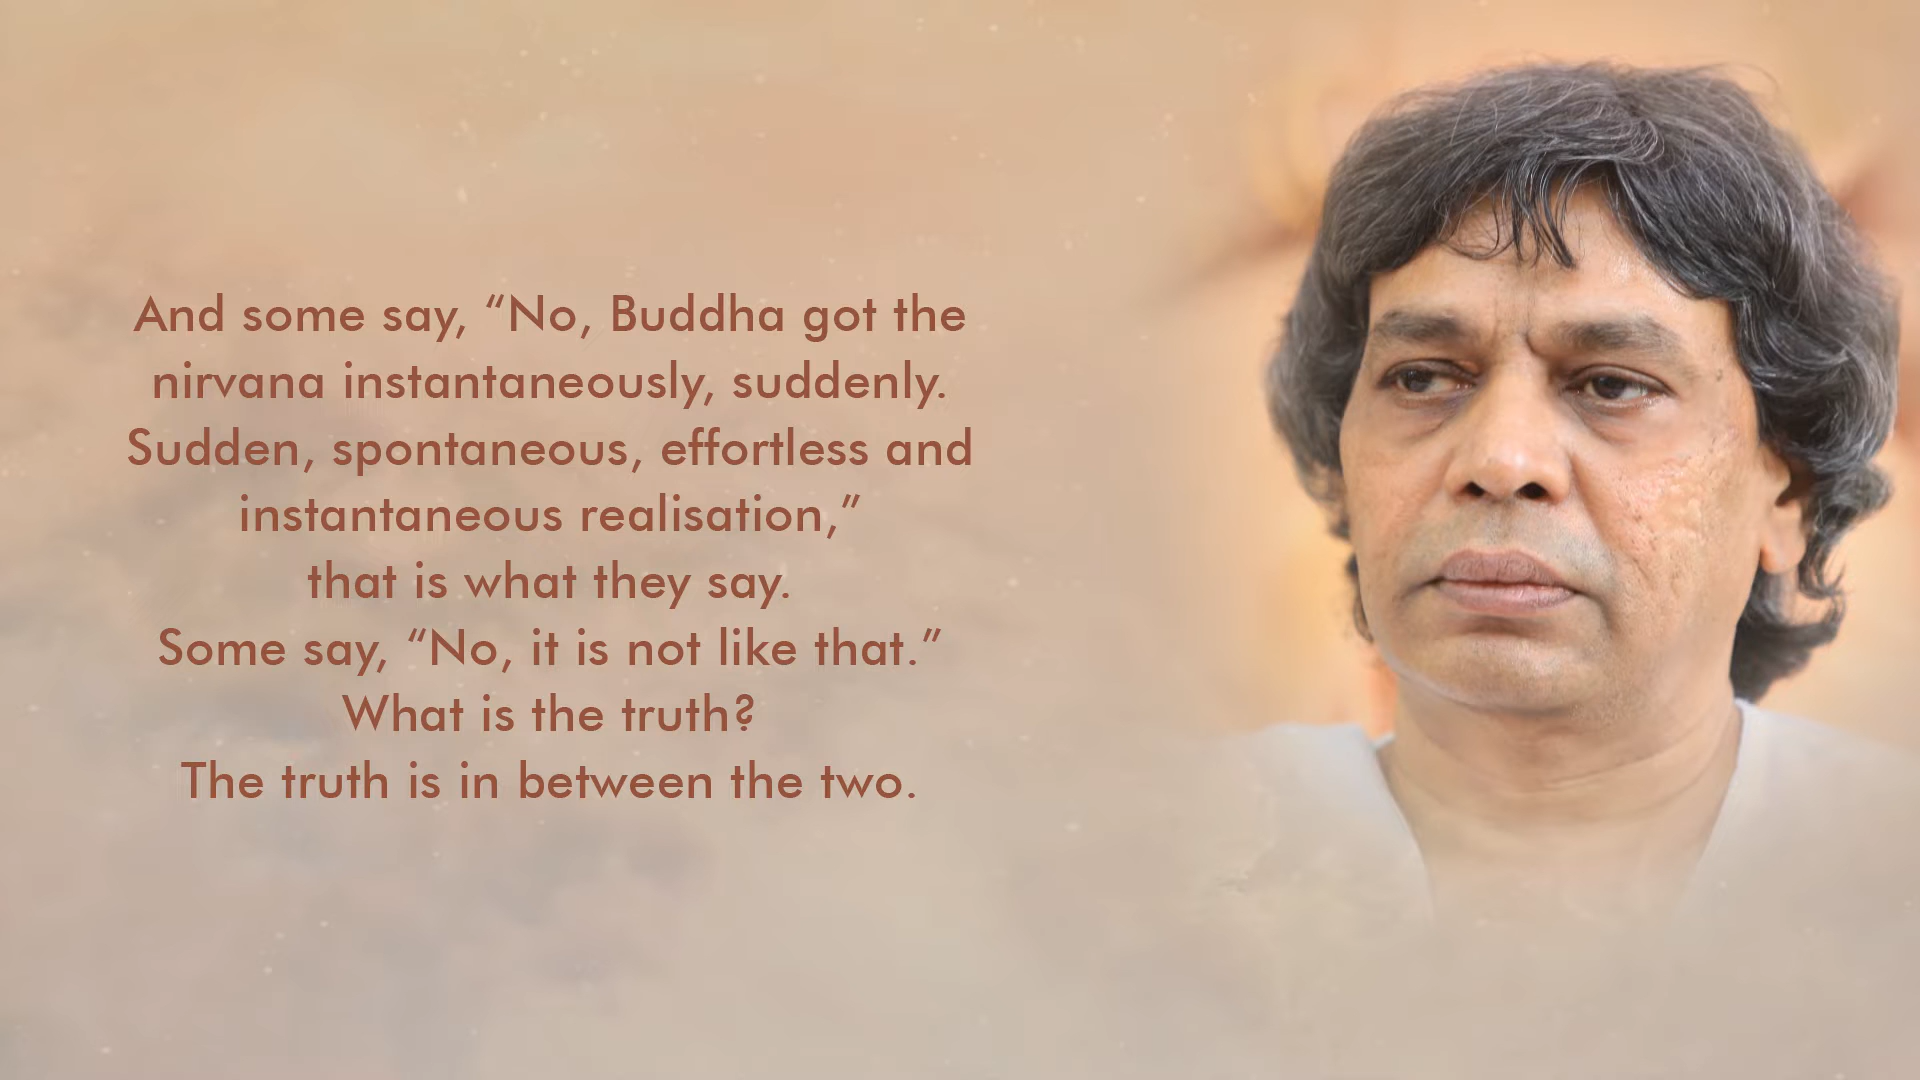 And some say, “No, Buddha got the
nirvana instantaneously, suddenly.
Sudden, spontaneous, effortless and
instantaneous realisation,”
that is what they say.
Some say, “No, it is not like that.”
What is the truth?
The truth is in between the two.